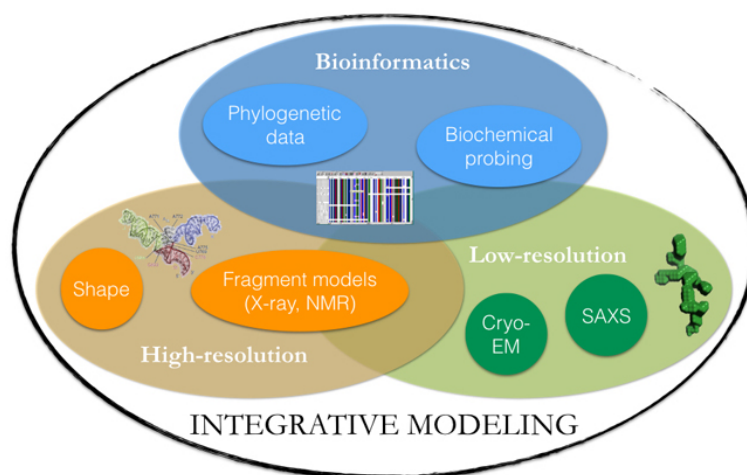 Bioinformatics
Phylogenetic
data
Biochemical
probing
Low-resolution
Shape
Fragment models
(X-ray, NMR)
Cryo-
EM
SAXS
High-resolution
INTEGRATIVE MODELING